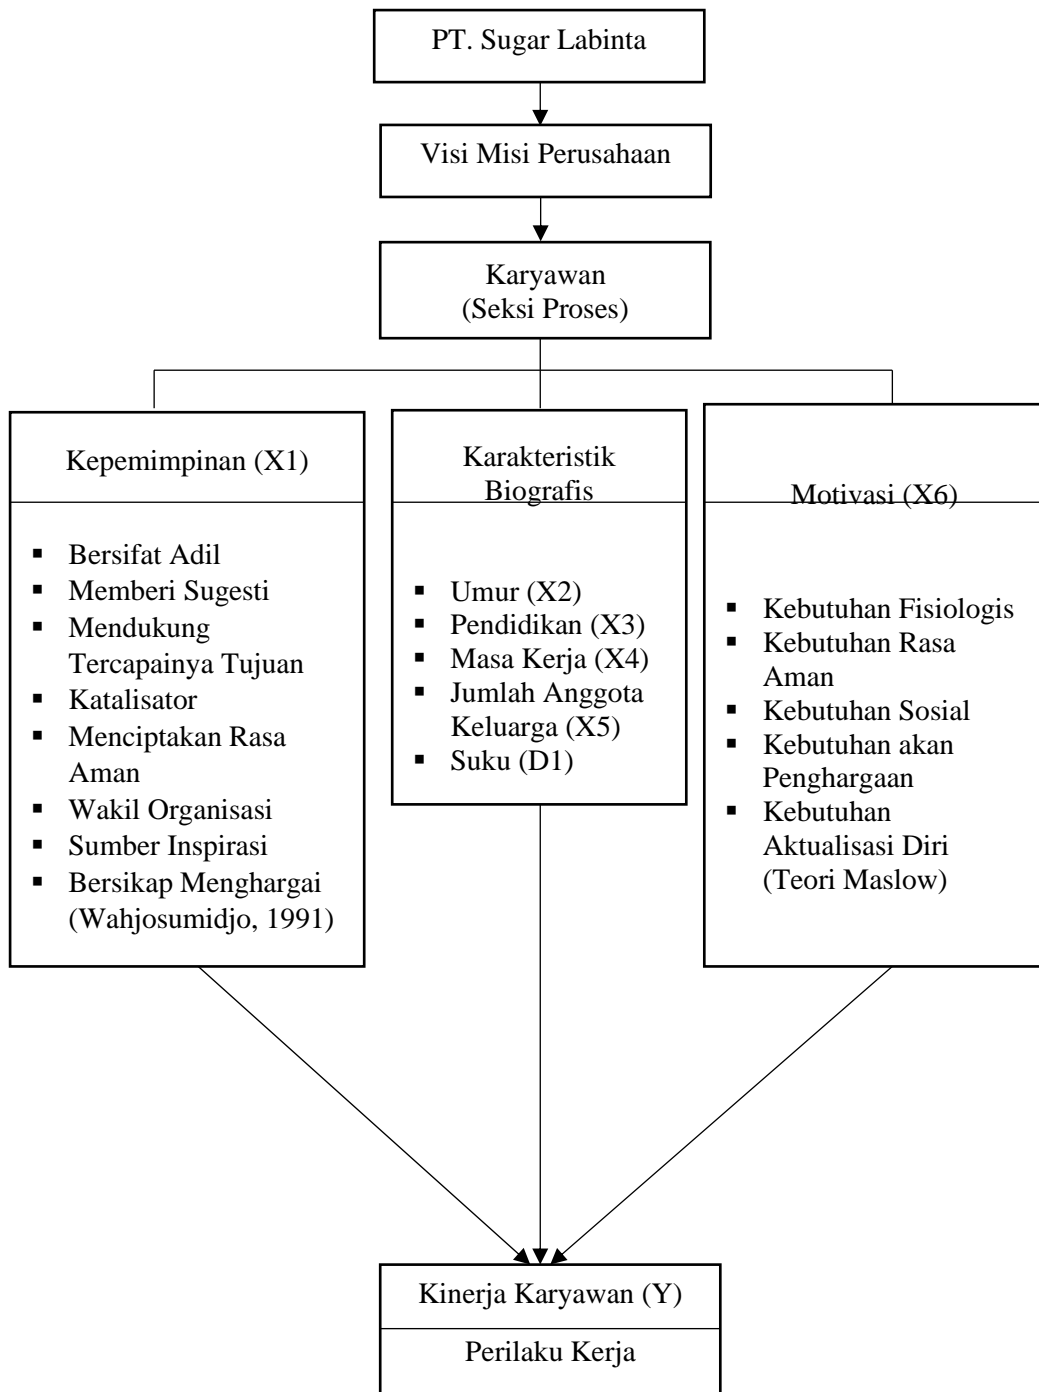 PT. Sugar Labinta
Visi Misi Perusahaan
Karyawan
(Seksi Proses)
Kepemimpinan (X1)
▪ Bersifat Adil
▪ Memberi Sugesti
▪ Mendukung
Tercapainya Tujuan
▪ Katalisator
▪ Menciptakan Rasa
Aman
▪ Wakil Organisasi
▪ Sumber Inspirasi
▪ Bersikap Menghargai
(Wahjosumidjo, 1991)
Karakteristik
Biografis
▪ Umur (X2)
▪ Pendidikan (X3)
▪ Masa Kerja (X4)
▪ Jumlah Anggota
Keluarga (X5)
▪ Suku (D1)
Motivasi (X6)
▪ Kebutuhan Fisiologis
▪ Kebutuhan Rasa
Aman
▪ Kebutuhan Sosial
▪ Kebutuhan akan
Penghargaan
▪ Kebutuhan
Aktualisasi Diri
(Teori Maslow)
Kinerja Karyawan (Y)
Perilaku Kerja